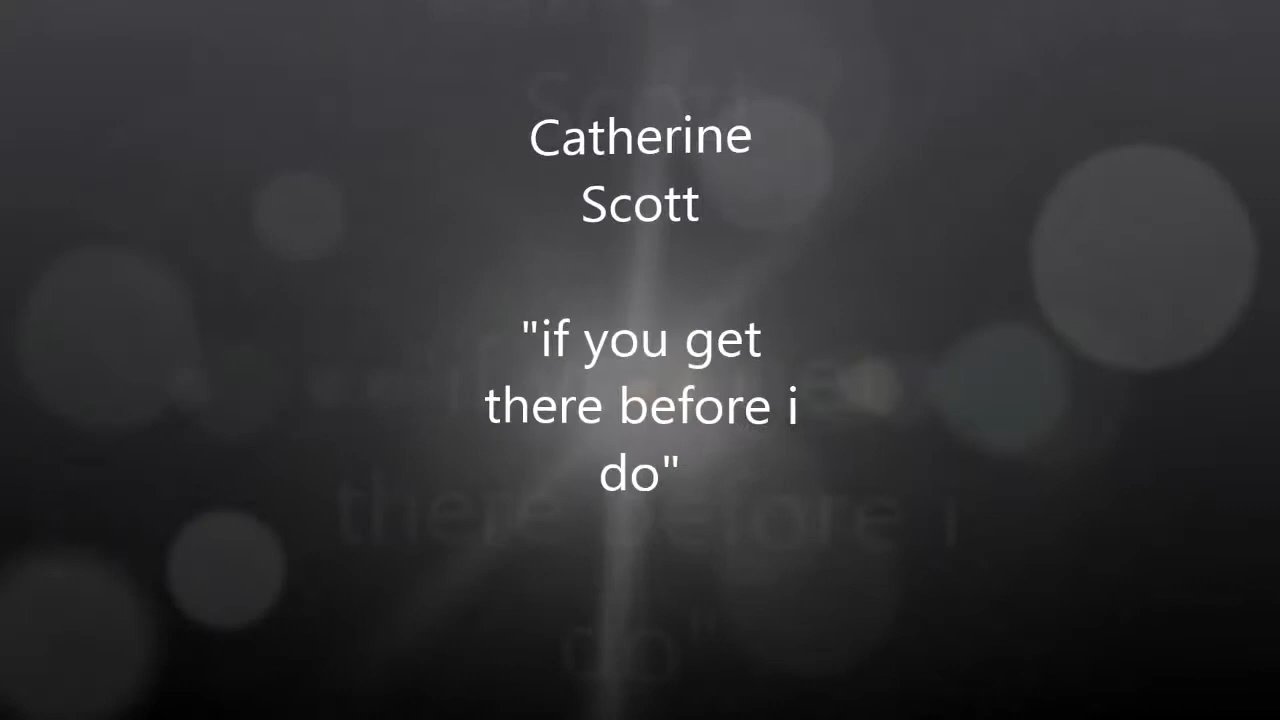 Catherine
Scott
"if you get
there before i
do"